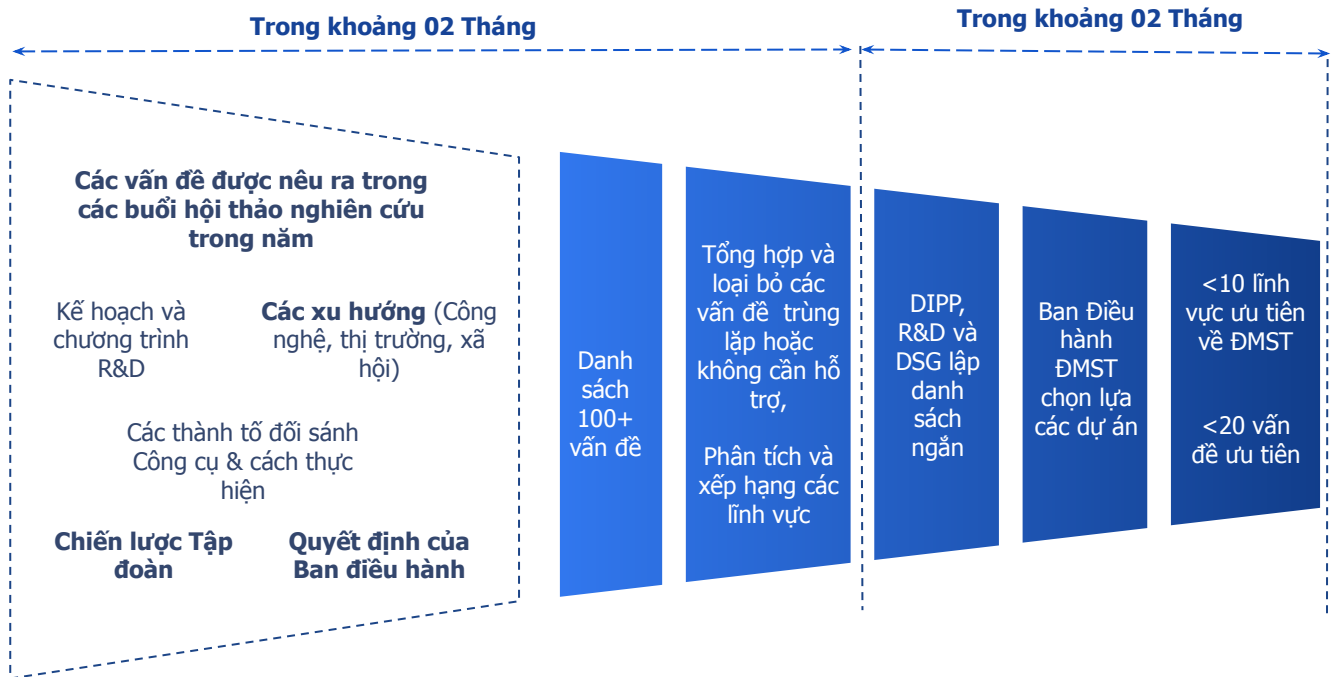 Trong khoảng 02 Tháng
Trong khoảng 02 Tháng
Các vấn đề được nêu ra trong
các buổi hội thảo nghiên cứu
trong năm
Kế hoạch và
chương trình
R&D
Các xu hướng (Công
nghệ, thị trường, xã
hội)
Các thành tố đối sánh
Công cụ & cách thực
hiện
Chiến lược Tập
đoàn
Quyết định của
Ban điều hành
Danh
sách
100+
vấn đề
Tổng hợp và
loại bỏ các
vấn đề trùng
lặp hoặc
không cần hỗ
trợ,
Phân tích và
xếp hạng các
lĩnh vực
DIPP,
R&D và
DSG lập
danh
sách
ngắn
Ban Điều
hành
ĐMST
chọn lựa
các dự án
<10 lĩnh
vực ưu tiên
về ĐMST
<20 vấn
đề ưu tiên